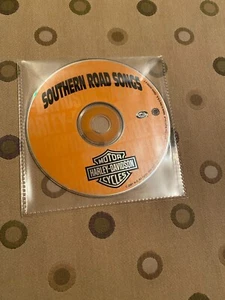 SOUTHERN ROAD SONGS
MOTOR
HARLEY-DAVIDSON
CYCLES